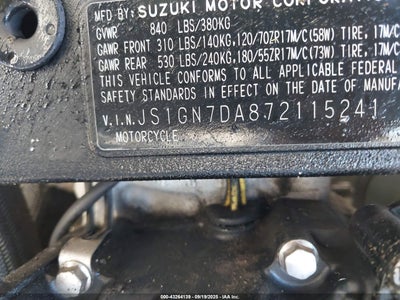 MFD. BY SUZUKI MOTOR CORPORATION
GVWR 840 LBS/380KG
GAWR FRONT 310 LBS/140KG,120/70ZR17M/C(58W) TIRE, 17M/C
GAWR REAR 530 LBS/240KG,180/55ZR17M/C(73W) TIRE, 17M/C
THIS VEHICLE CONFORMS TO ALL APPLICABLE FEDERAL
SAFETY STANDARDS IN EFFECT ON THE DATE OF MANUFA
V.I.N. JS1GN7DA872115241
MOTORCYCLE
000-43264139 - 09/19/2025 - IAA Inc.